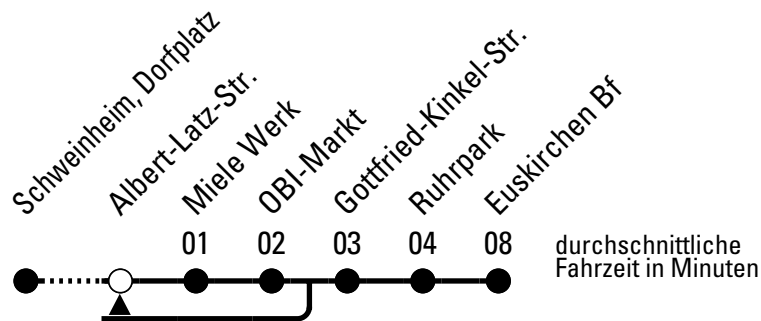 Schweinheim, Dorfplatz
Albert-Latz-Str.
Miele Werk
OBI-Markt
Gottfried-Kinkel-Str.
Ruhrpark
Euskirchen Bf
01 02 03 04 08
durchschnittliche
Fahrzeit in Minuten